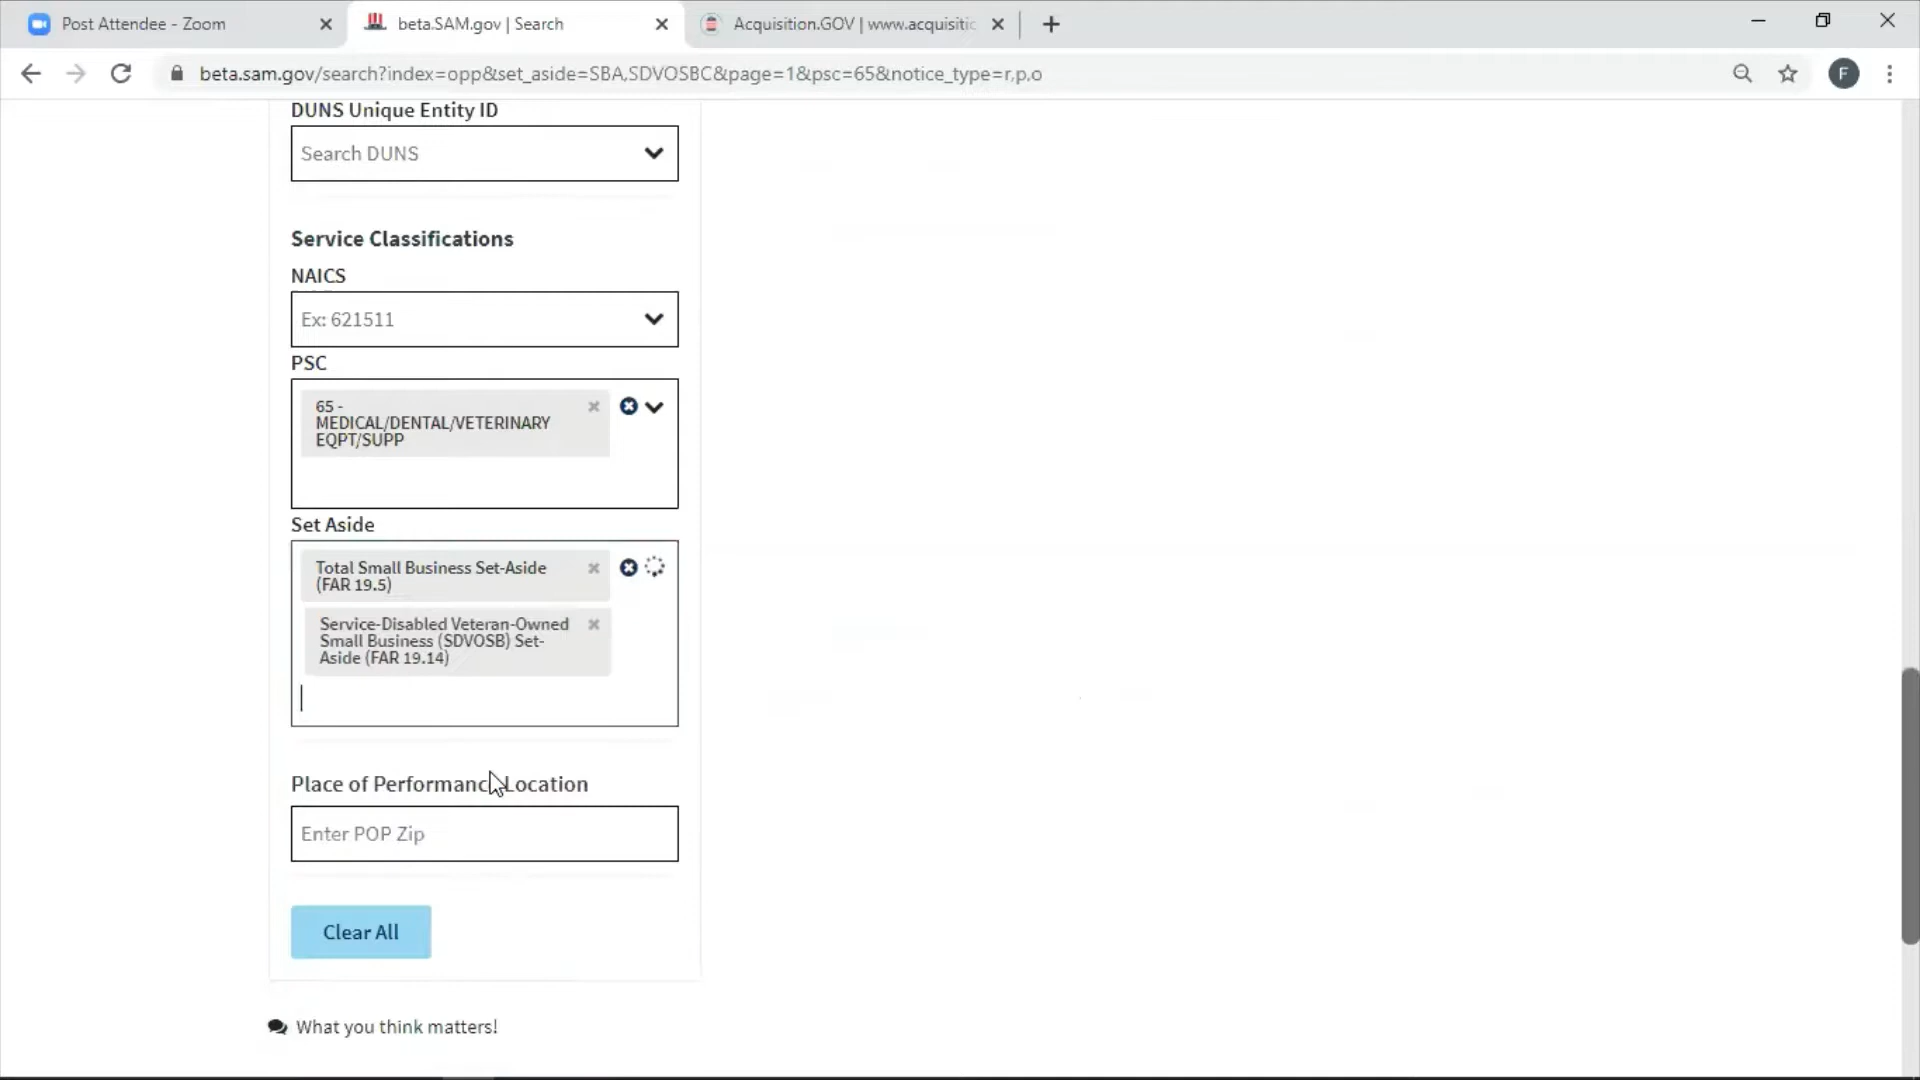 Post Attendee - Zoom
beta.SAM.gov | Search
Acquisition.GOV | www.acquisitic
beta.sam.gov/search?index=opp&set_aside=SBA,SDVOSBC&page=1&psc=65&notice_type=r,p,o
F
DUNS Unique Entity ID
Search DUNS
Service Classifications
NAICS
Ex: 621511
PSC
65 -
MEDICAL/DENTAL/VETERINARY
EQPT/SUPP
Set Aside
Total Small Business Set-Aside
(FAR 19.5)
Service-Disabled Veteran-Owned
Small Business (SDVOSB) Set-
Aside (FAR 19.14)
Place of Performance Location
Enter POP Zip
Clear All
What you think matters!